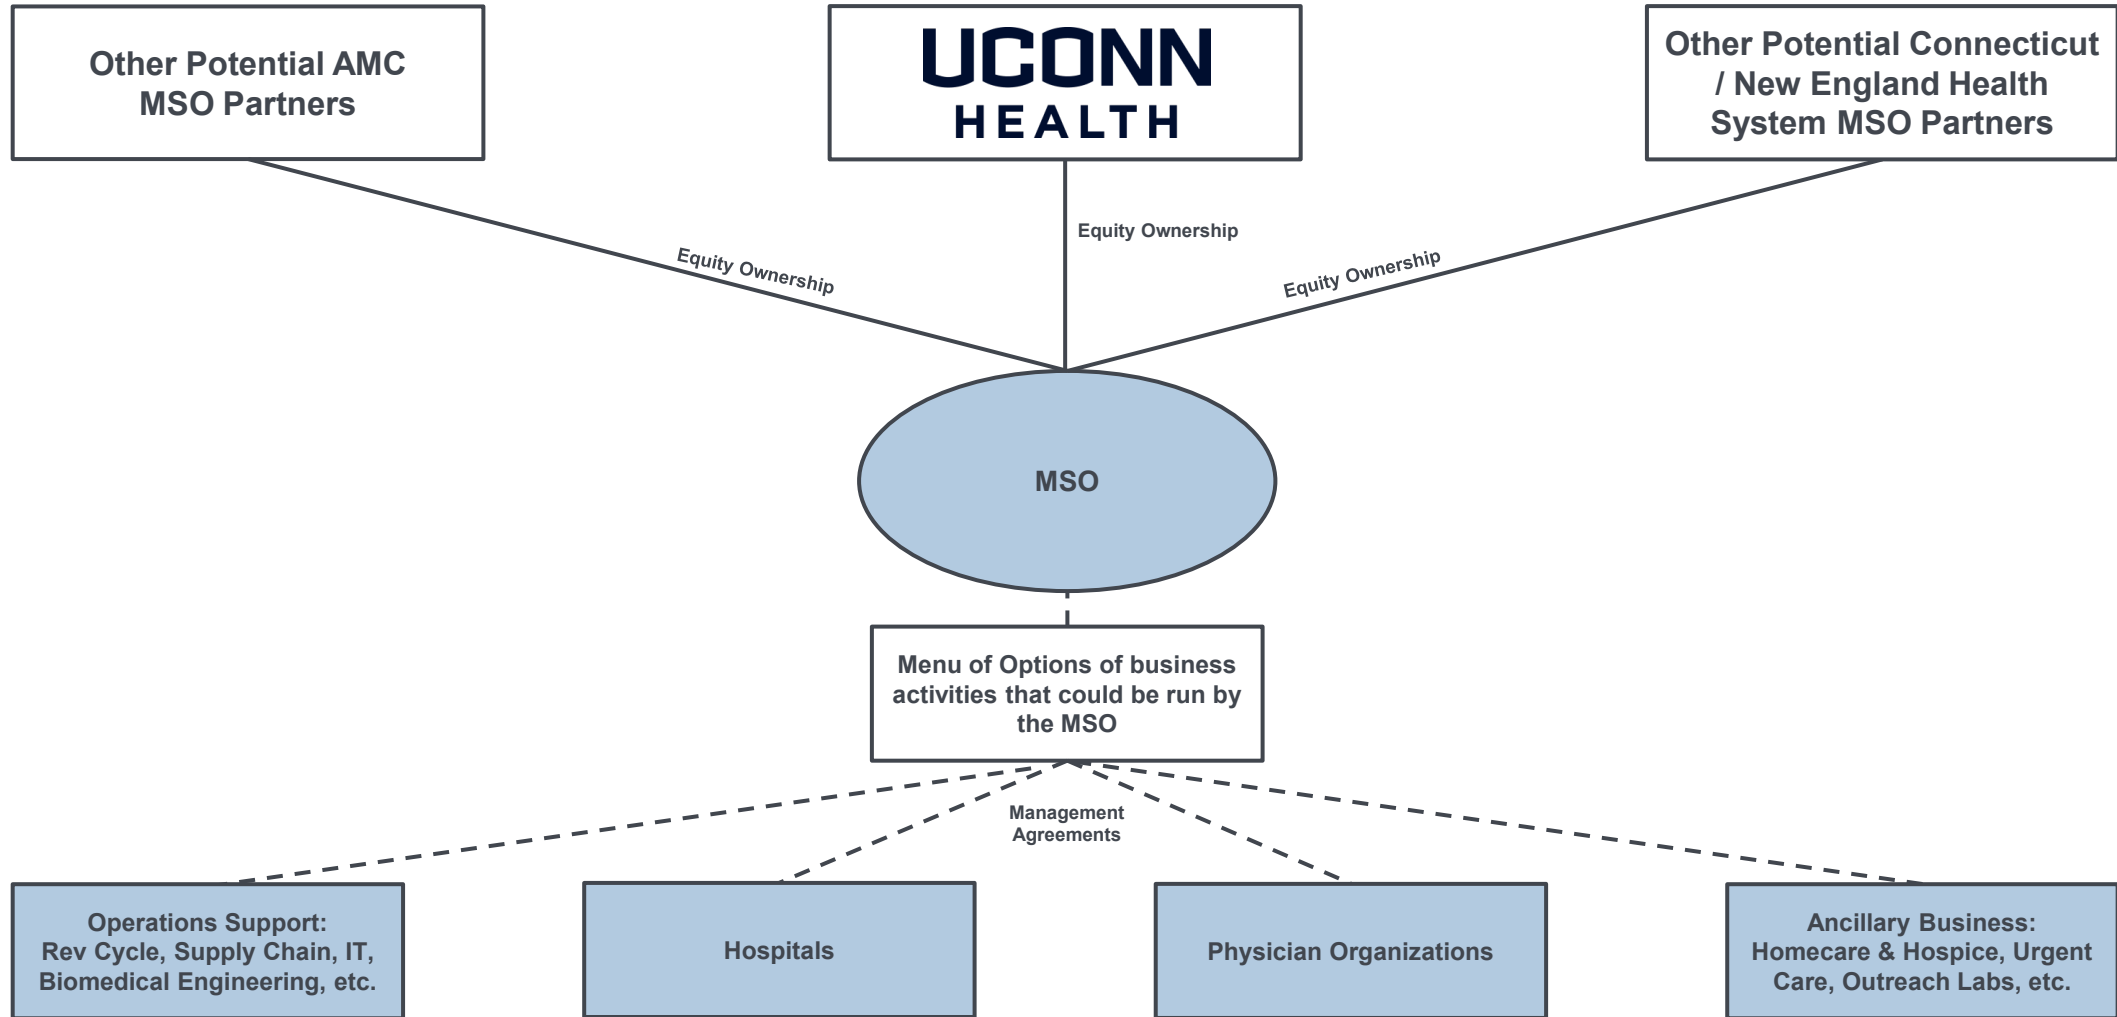 Other Potential AMC
MSO Partners
UCONN
HEALTH
Other Potential Connecticut
/ New England Health
System MSO Partners
Equity Ownership
Equity Ownership
Equity Ownership
MSO
Menu of Options of business
activities that could be run by
the MSO
Management
Agreements
Operations Support:
Rev Cycle, Supply Chain, IT,
Biomedical Engineering, etc.
Hospitals
Physician Organizations
Ancillary Business:
Homecare & Hospice, Urgent
Care, Outreach Labs, etc.